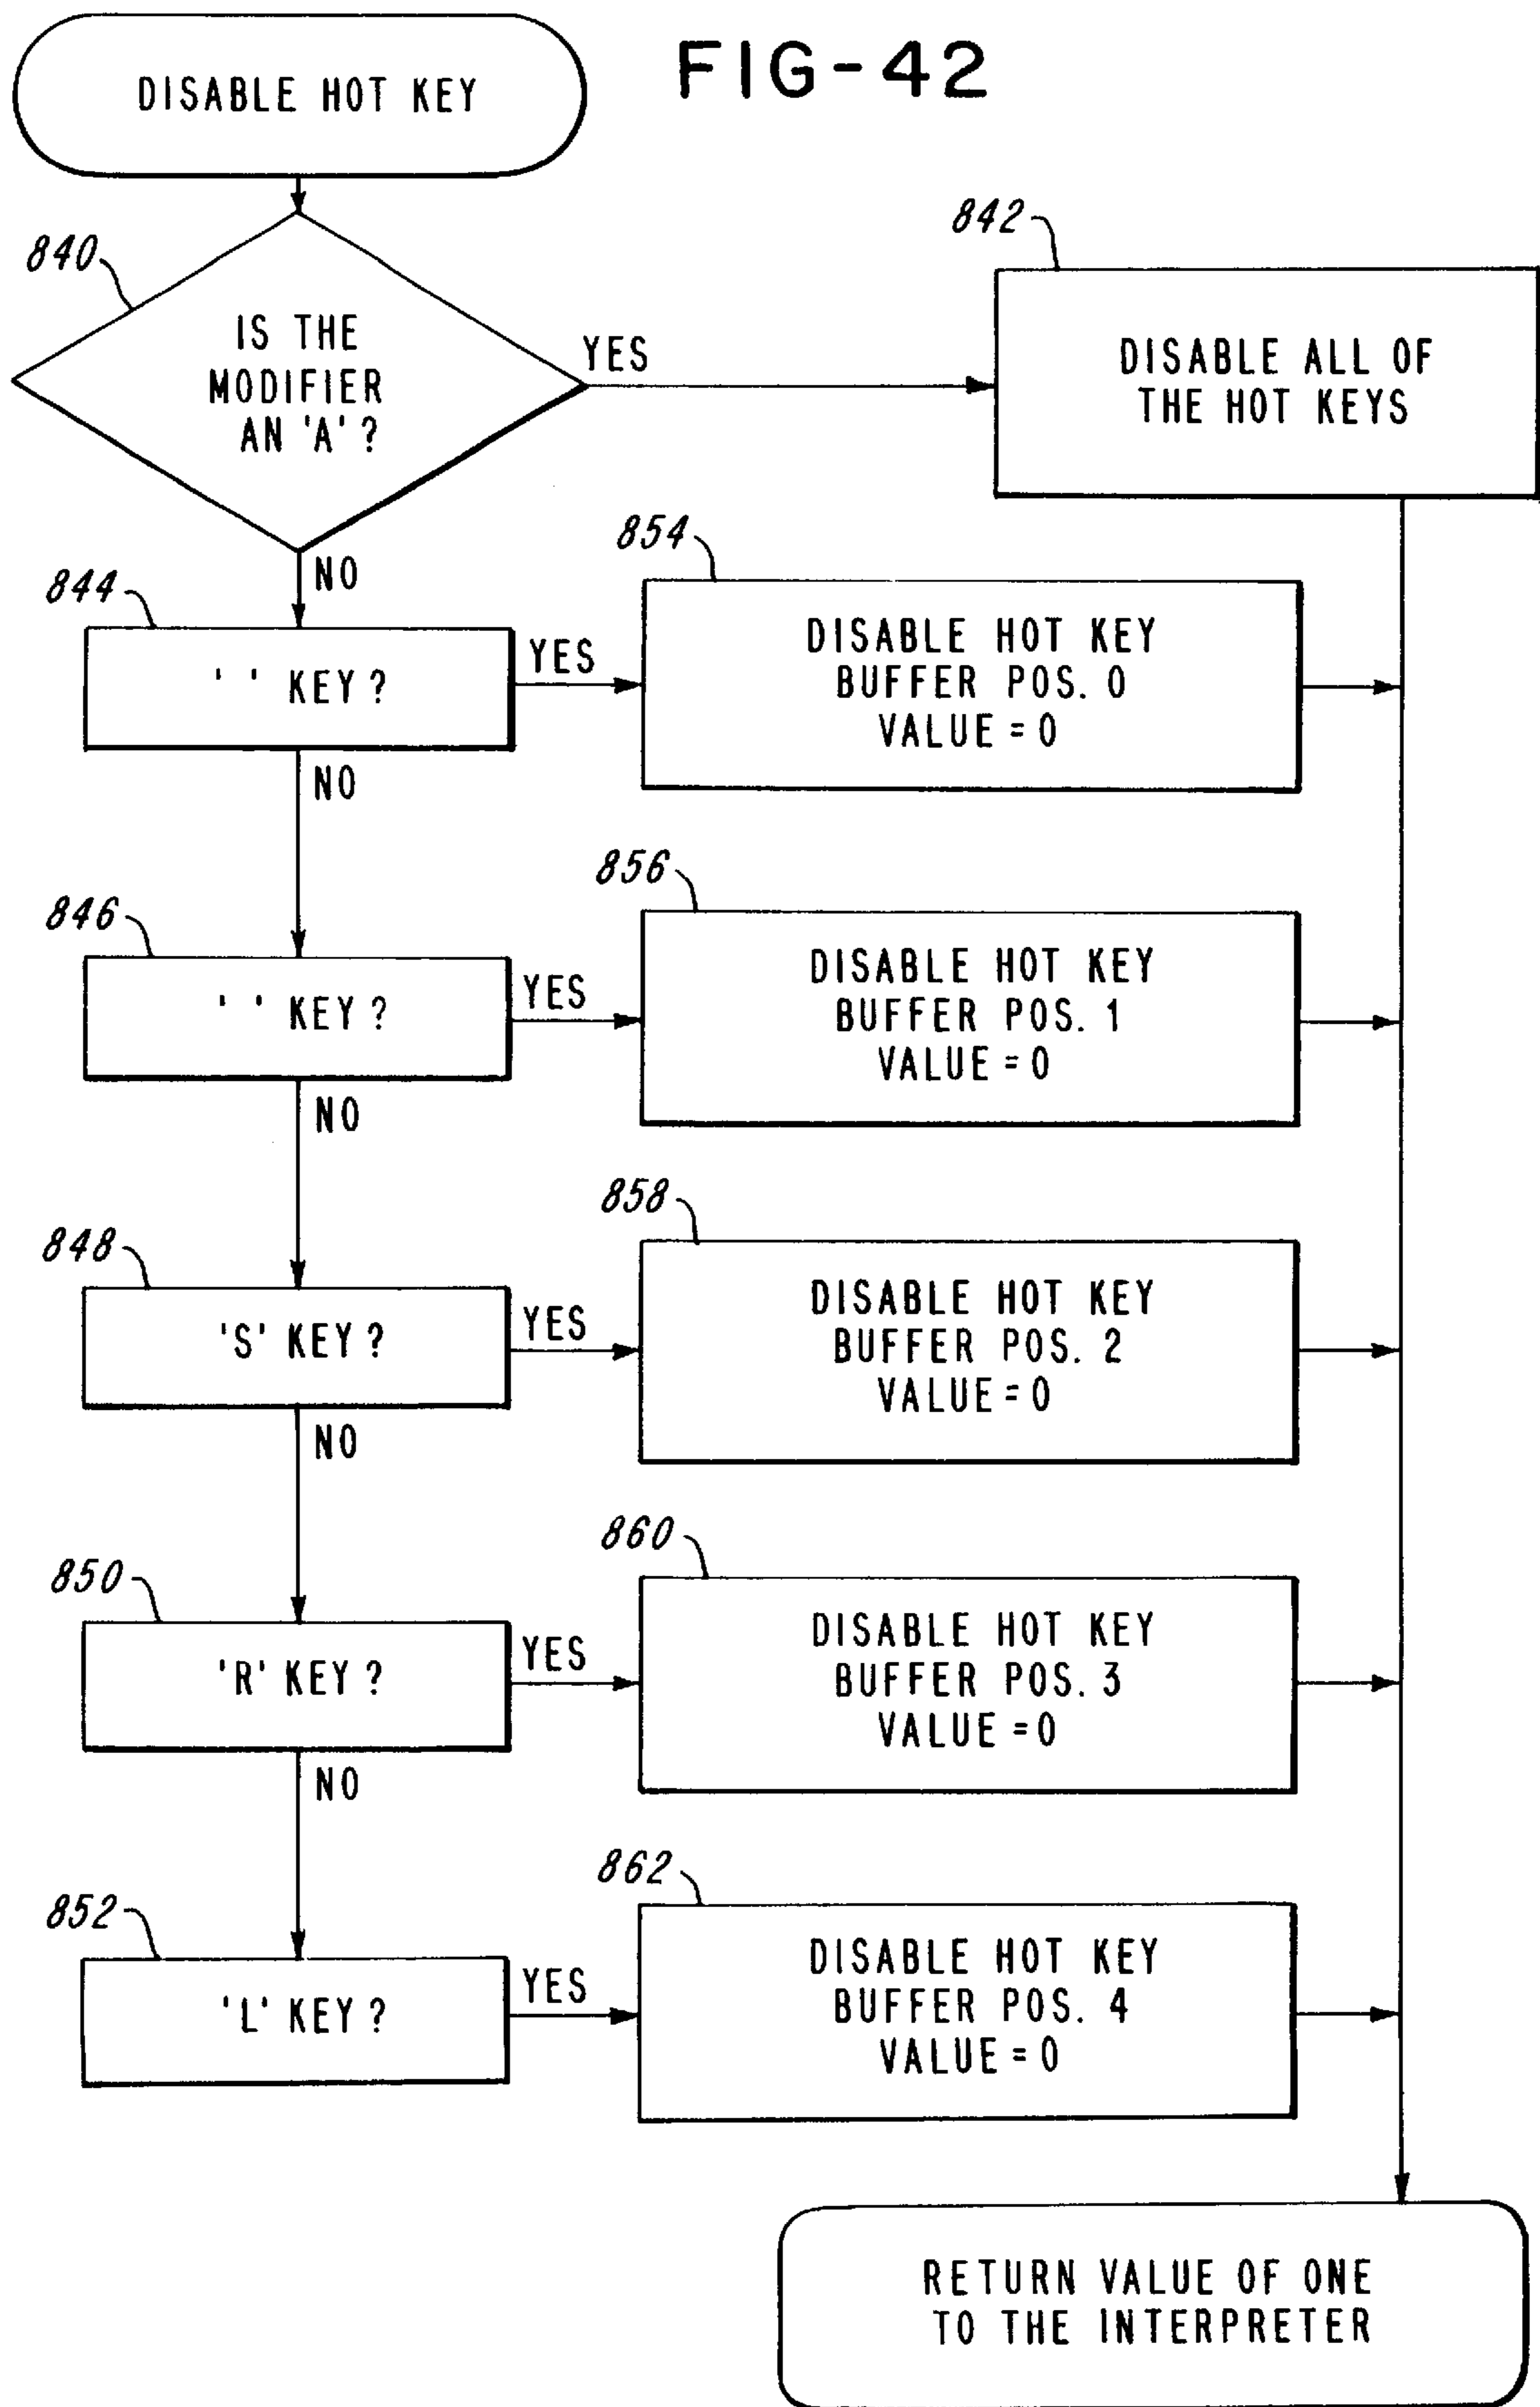 FIG-42
DISABLE HOT KEY
840
IS THE
MODIFIER
AN 'A'?
YES
842
DISABLE ALL OF
THE HOT KEYS
NO
844
' ' KEY?
YES
854
DISABLE HOT KEY
BUFFER POS. 0
VALUE = 0
NO
846
' ' KEY?
YES
856
DISABLE HOT KEY
BUFFER POS. 1
VALUE = 0
NO
848
'S' KEY?
YES
858
DISABLE HOT KEY
BUFFER POS. 2
VALUE = 0
NO
850
'R' KEY?
YES
860
DISABLE HOT KEY
BUFFER POS. 3
VALUE = 0
NO
852
'L' KEY?
YES
862
DISABLE HOT KEY
BUFFER POS. 4
VALUE = 0
RETURN VALUE OF ONE
TO THE INTERPRETER